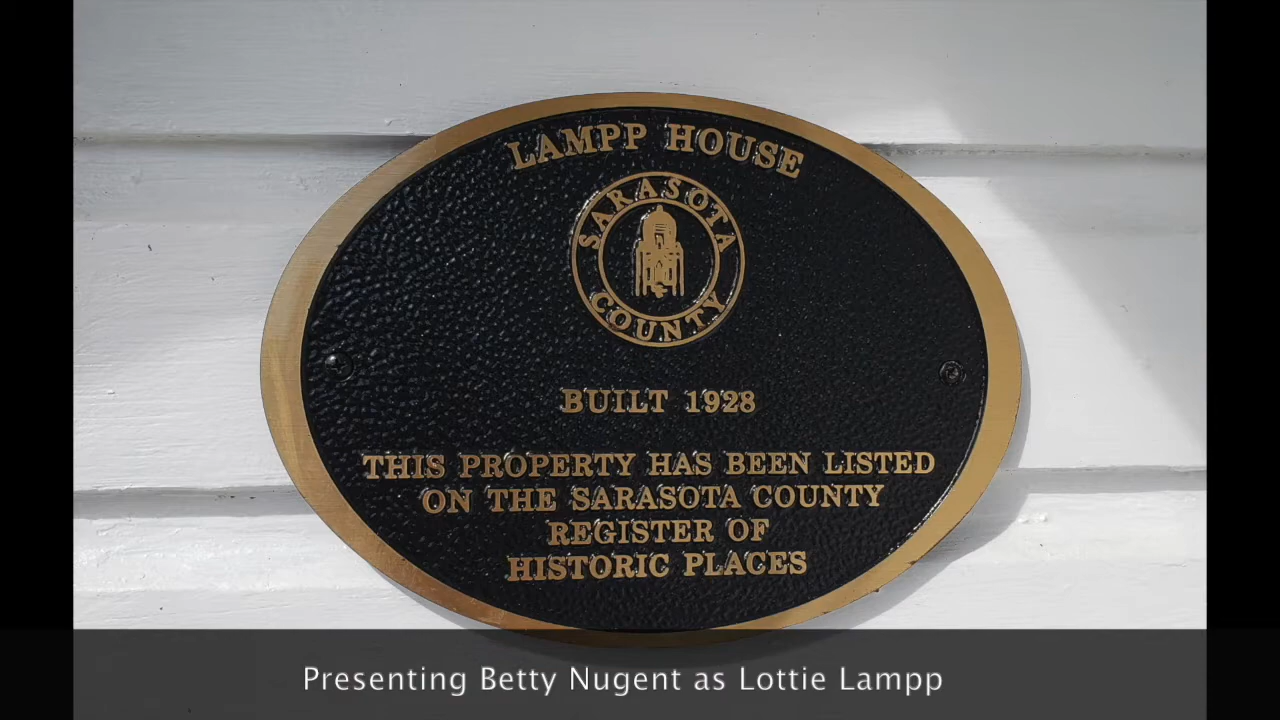 LAMPP HOUSE
SARASOTA
COUNTY
BUILT 1928
THIS PROPERTY HAS BEEN LISTED
ON THE SARASOTA COUNTY
REGISTER OF
HISTORIC PLACES
Presenting Betty Nugent as Lottie Lampp